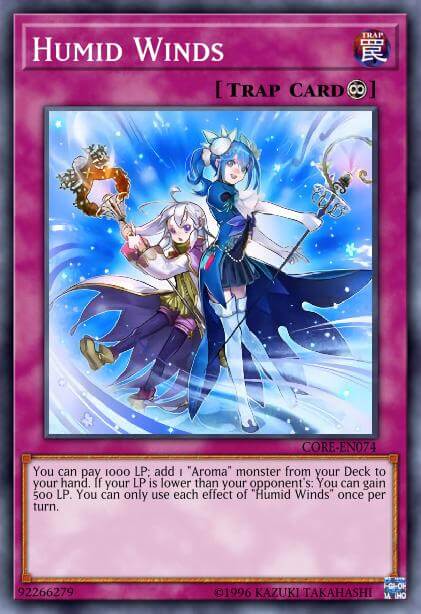 Humid Winds
TRAP
罠
[Trap Card]
CORE-EN074
You can pay 1000 LP; add 1 "Aroma" monster from your Deck to
your hand. If your LP is lower than your opponent's: You can gain
500 LP. You can only use each effect of "Humid Winds" once per
turn.
92266279
©1996 KAZUKI TAKAHASHI